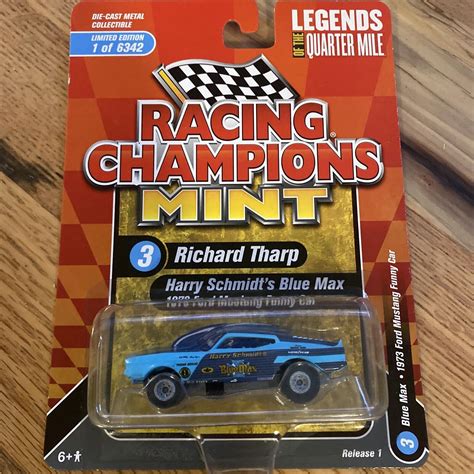 DIE-CAST METAL
COLLECTIBLE
LIMITED EDITION
1 of 6342
LEGENDS
OF THE
QUARTER MILE
RACING
CHAMPIONS
MINT
3 Richard Tharp
Harry Schmidt's Blue Max
1973 Ford Mustang Funny Car
Harry Schmidt's
Blue Max
3 Blue Max • 1973 Ford Mustang Funny Car
6+
Release 1